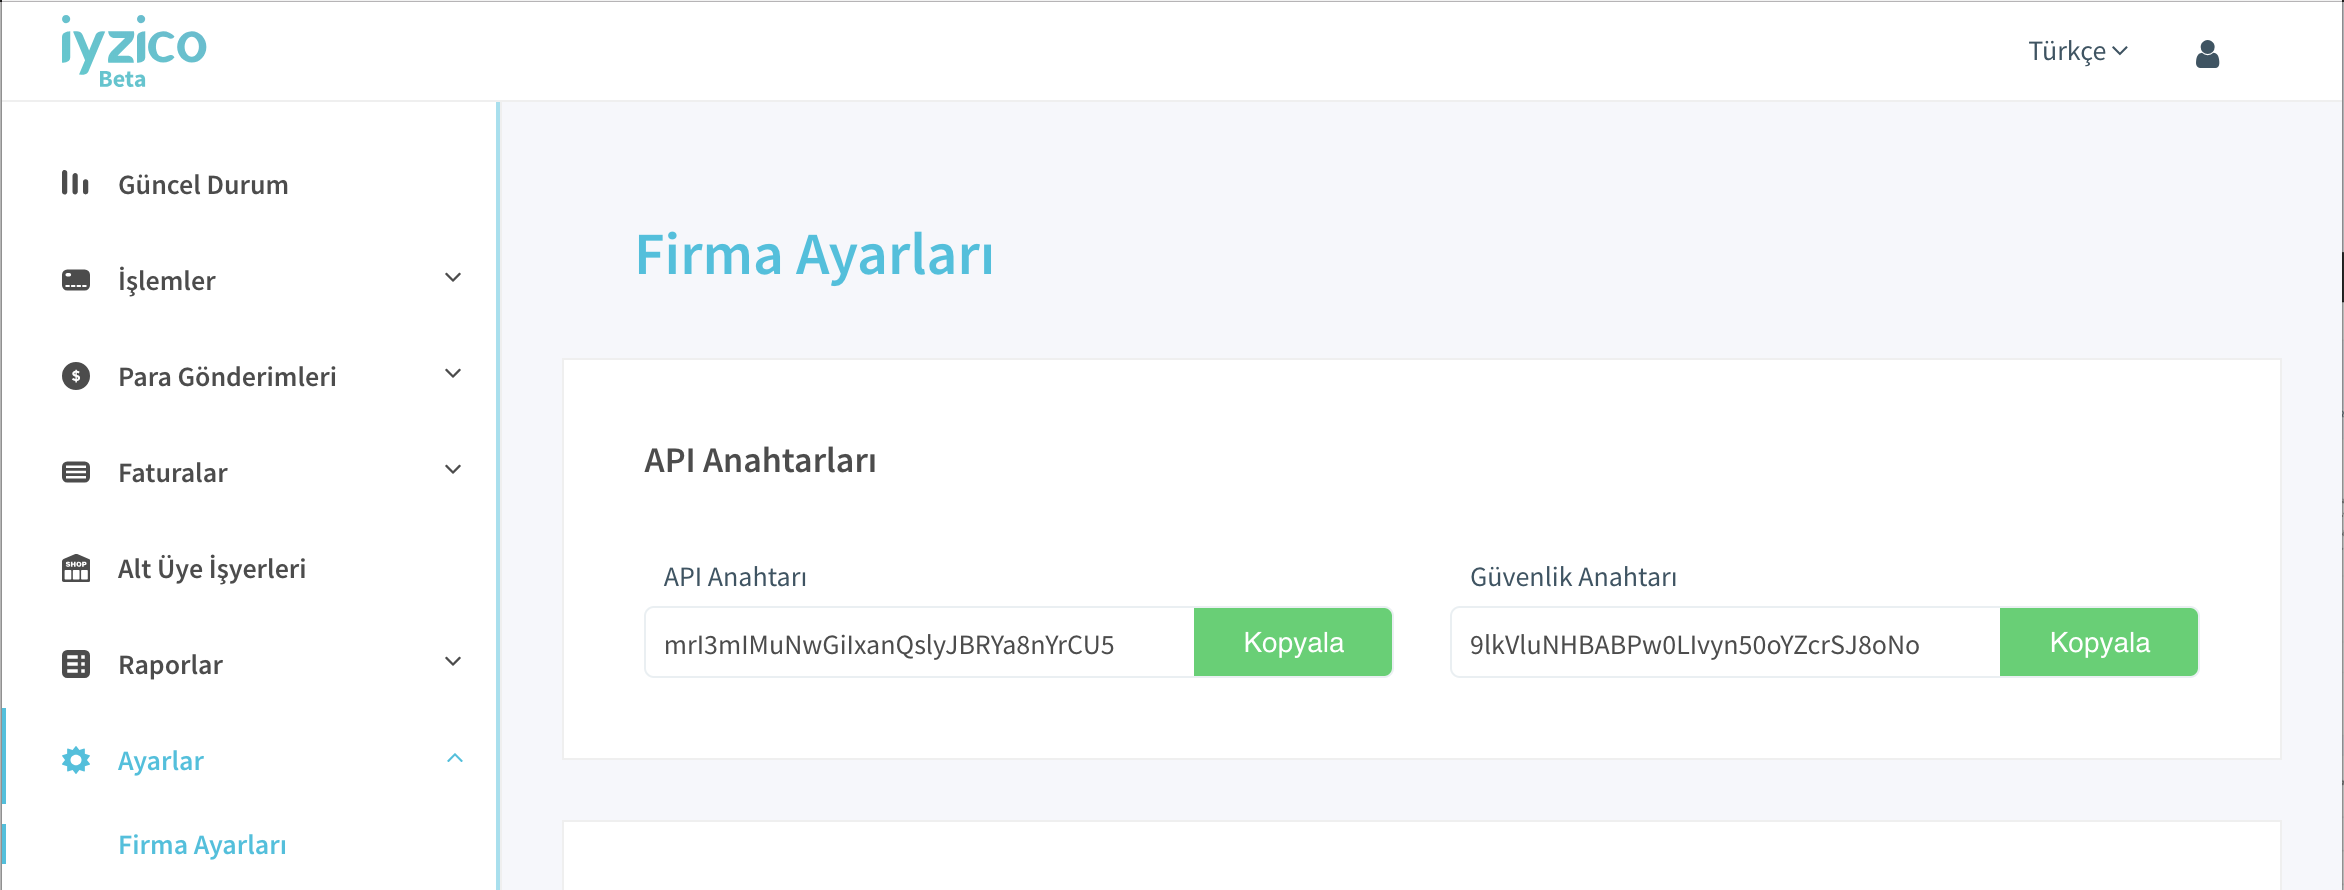 iyzico
Beta
Türkçe
Güncel Durum
İşlemler
Para Gönderimleri
Faturalar
SHOP
Alt Üye İşyerleri
Raporlar
Ayarlar
Firma Ayarları
Firma Ayarları
API Anahtarları
API Anahtarı
mrI3mIMuNwGiIxanQslyJBRYa8nYrCU5
Kopyala
Güvenlik Anahtarı
9lkVluNHBABPw0LIvyn50oYZcrSJ8oNo
Kopyala